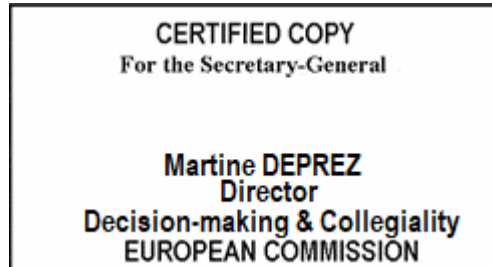 CERTIFIED COPY
For the Secretary-General
Martine DEPREZ
Director
Decision-making & Collegiality
EUROPEAN COMMISSION